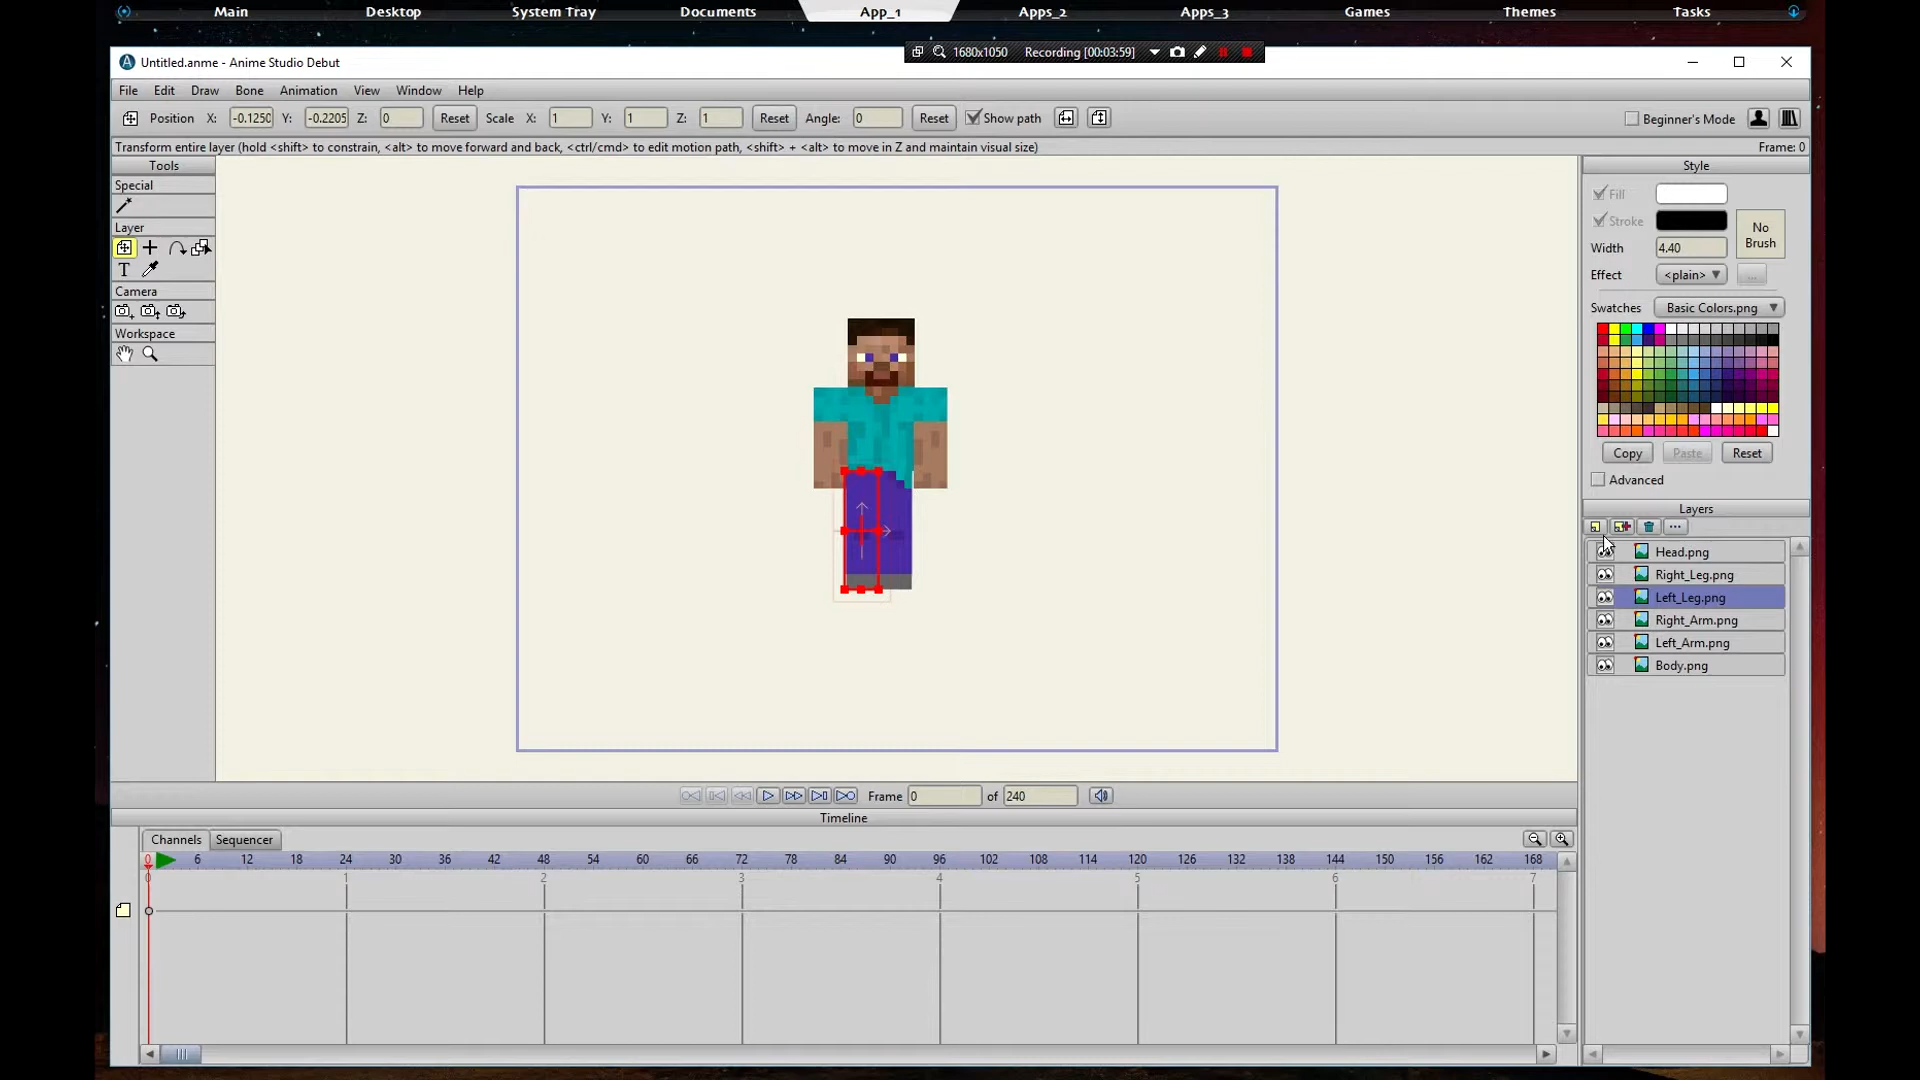 Main Desktop System Tray Documents App_1 Apps_2 Apps_3 Games Themes Tasks
1680x1050 Recording [00:03:59]
Untitled.anme - Anime Studio Debut
File Edit Draw Bone Animation View Window Help
Position X: -0.1250 Y: -0.2205 Z: 0 Reset Scale X: 1 Y: 1 Z: 1 Reset Angle: 0 Reset Show path Beginner's Mode
Transform entire layer (hold <shift> to constrain, <alt> to move forward and back, <ctrl/cmd> to edit motion path, <shift> + <alt> to move in Z and maintain visual size) Frame: 0
Tools
Special
Layer
T
Camera
Workspace
Style
Fill
Stroke
No Brush
Width 4.40
Effect <plain> ...
Swatches Basic Colors.png
Copy Paste Reset
Advanced
Layers
...
Head.png
Right_Leg.png
Left_Leg.png
Right_Arm.png
Left_Arm.png
Body.png
Frame 0 of 240
Timeline
Channels Sequencer
0 6 12 18 24 30 36 42 48 54 60 66 72 78 84 90 96 102 108 114 120 126 132 138 144 150 156 162 168
0 1 2 3 4 5 6 7